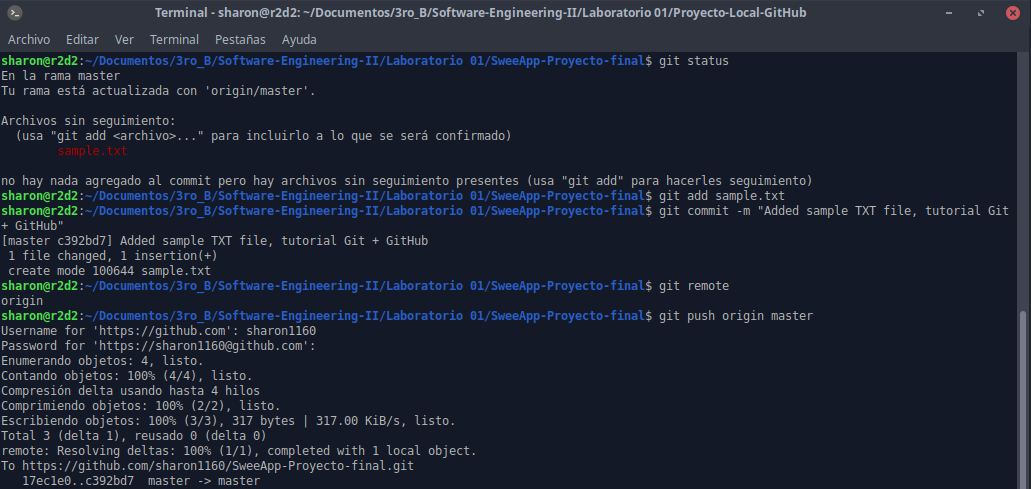 Terminal - sharon@r2d2: ~/Documentos/3ro_B/Software-Engineering-II/Laboratorio 01/Proyecto-Local-GitHub
Archivo Editar Ver Terminal Pestañas Ayuda
sharon@r2d2:~/Documentos/3ro_B/Software-Engineering-II/Laboratorio 01/SweeApp-Proyecto-final$ git status
En la rama master
Tu rama está actualizada con 'origin/master'.
Archivos sin seguimiento:
(usa "git add <archivo>..." para incluirlo a lo que se será confirmado)
sample.txt
no hay nada agregado al commit pero hay archivos sin seguimiento presentes (usa "git add" para hacerles seguimiento)
sharon@r2d2:~/Documentos/3ro_B/Software-Engineering-II/Laboratorio 01/SweeApp-Proyecto-final$ git add sample.txt
sharon@r2d2:~/Documentos/3ro_B/Software-Engineering-II/Laboratorio 01/SweeApp-Proyecto-final$ git commit -m "Added sample TXT file, tutorial Git
+ GitHub"
[master c392bd7] Added sample TXT file, tutorial Git + GitHub
1 file changed, 1 insertion(+)
create mode 100644 sample.txt
sharon@r2d2:~/Documentos/3ro_B/Software-Engineering-II/Laboratorio 01/SweeApp-Proyecto-final$ git remote
origin
sharon@r2d2:~/Documentos/3ro_B/Software-Engineering-II/Laboratorio 01/SweeApp-Proyecto-final$ git push origin master
Username for 'https://github.com': sharon1160
Password for 'https://sharon1160@github.com':
Enumerando objetos: 4, listo.
Contando objetos: 100% (4/4), listo.
Compresión delta usando hasta 4 hilos
Comprimiendo objetos: 100% (2/2), listo.
Escribiendo objetos: 100% (3/3), 317 bytes | 317.00 KiB/s, listo.
Total 3 (delta 1), reusado 0 (delta 0)
remote: Resolving deltas: 100% (1/1), completed with 1 local object.
To https://github.com/sharon1160/SweeApp-Proyecto-final.git
17ec1e0..c392bd7 master -> master